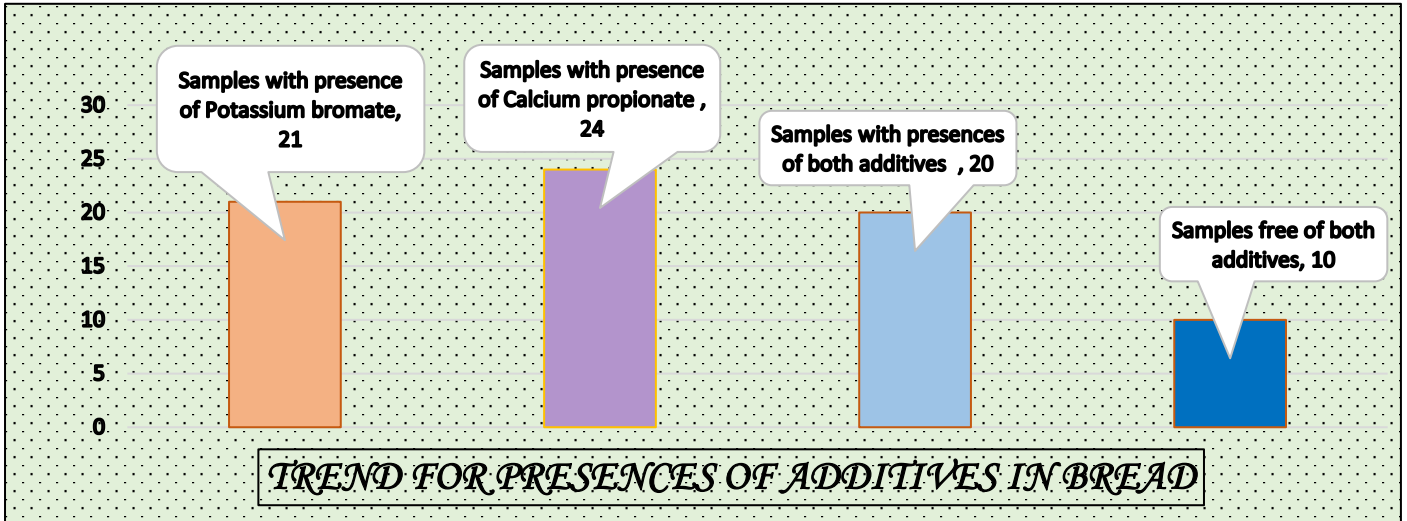 Samples with presence
of Potassium bromate,
21
Samples with presence
of Calcium propionate ,
24
Samples with presences
of both additives  , 20
Samples free of both
additives, 10
30
25
20
15
10
5
0
TREND FOR PRESENCES OF ADDITIVES IN BREAD